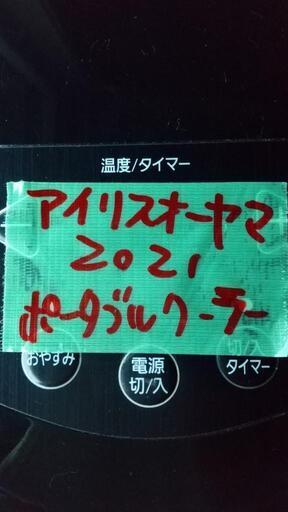 温度/タイマー
アイリスオーヤマ
2021
ポータブルクーラー
おやすみ
電源
切/入
切/入
タイマー